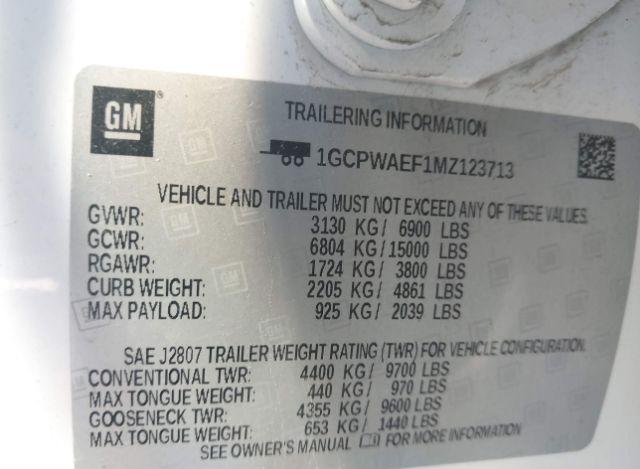 GM
TRAILERING INFORMATION
1GCPWAEF1MZ123713
VEHICLE AND TRAILER MUST NOT EXCEED ANY OF THESE VALUES.
GVWR: 3130 KG/ 6900 LBS
GCWR: 6804 KG/ 15000 LBS
RGAWR: 1724 KG/ 3800 LBS
CURB WEIGHT: 2205 KG/ 4861 LBS
MAX PAYLOAD: 925 KG/ 2039 LBS
SAE J2807 TRAILER WEIGHT RATING (TWR) FOR VEHICLE CONFIGURATION.
CONVENTIONAL TWR: 4400 KG/ 9700 LBS
MAX TONGUE WEIGHT: 440 KG/ 970 LBS
GOOSENECK TWR: 4355 KG/ 9600 LBS
MAX TONGUE WEIGHT: 653 KG/ 1440 LBS
SEE OWNER'S MANUAL FOR MORE INFORMATION